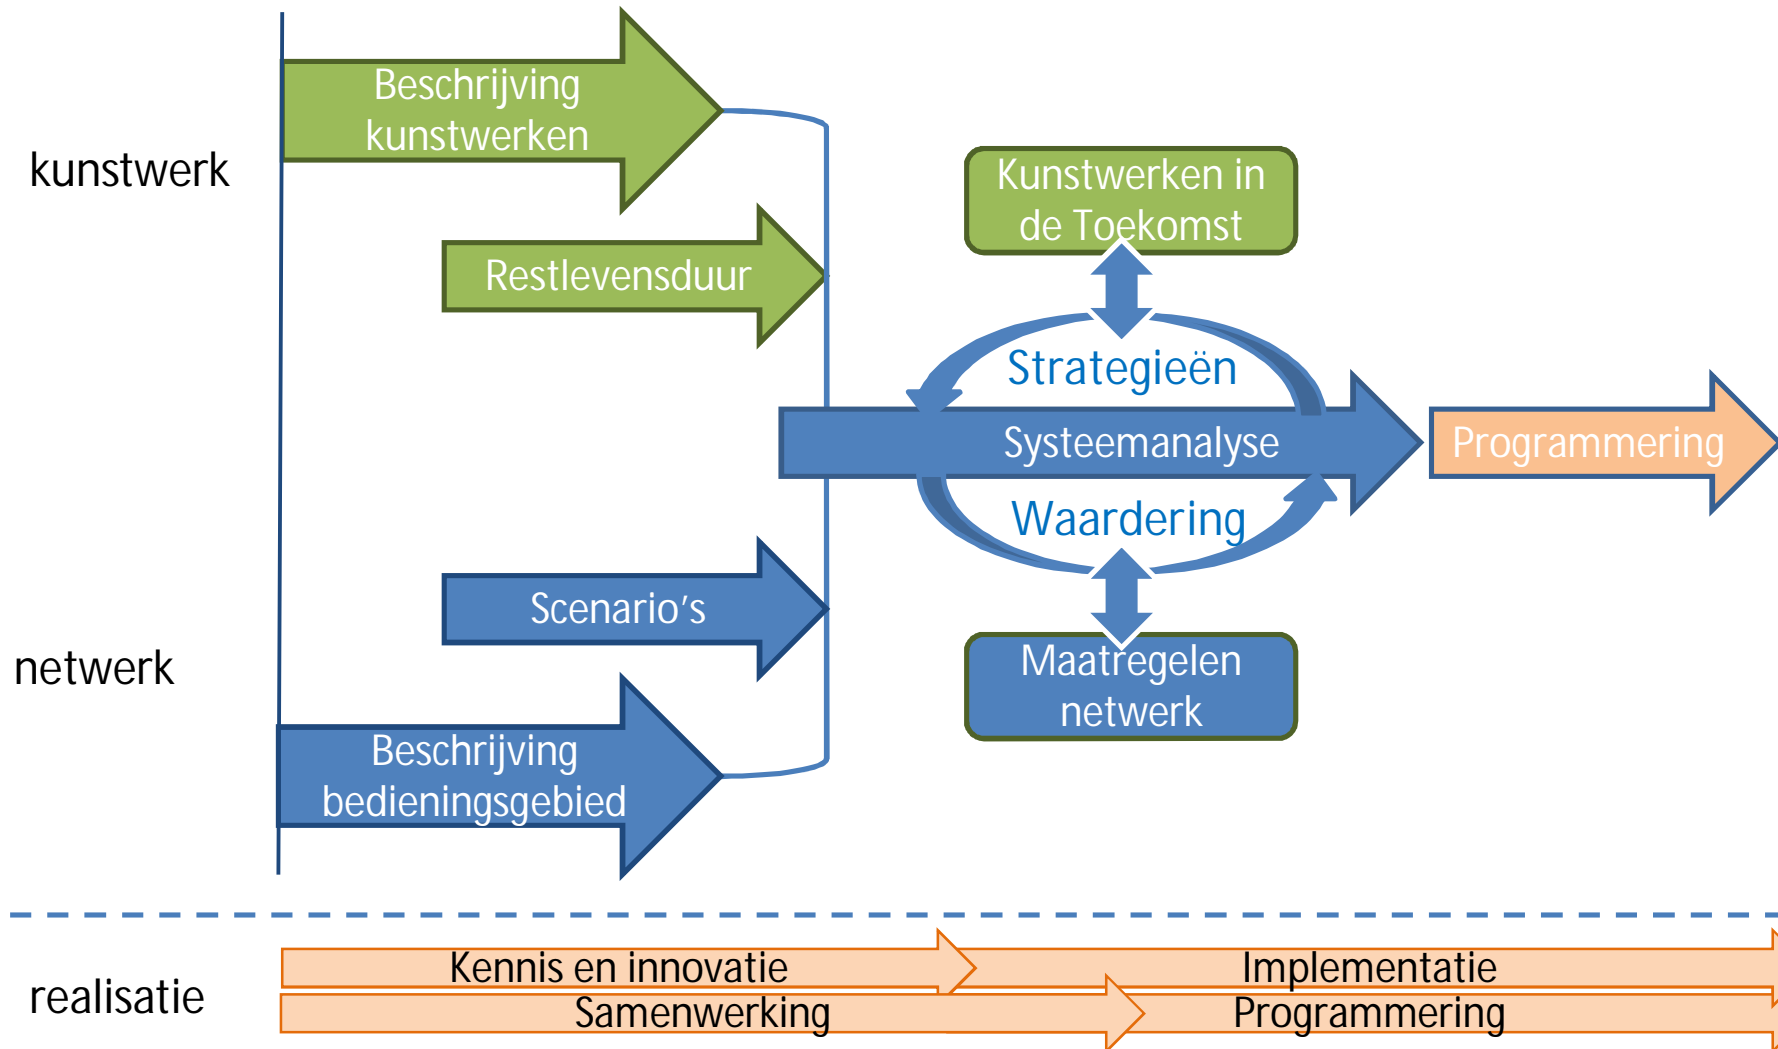 Beschrijving
kunstwerken
kunstwerk
Kunstwerken in
de Toekomst
Restlevensduur
Strategieën
Systeemanalyse
Programmering
Waardering
Scenario's
netwerk
Maatregelen
netwerk
Beschrijving
bedieningsgebied
realisatie
Kennis en innovatie
Implementatie
Samenwerking
Programmering